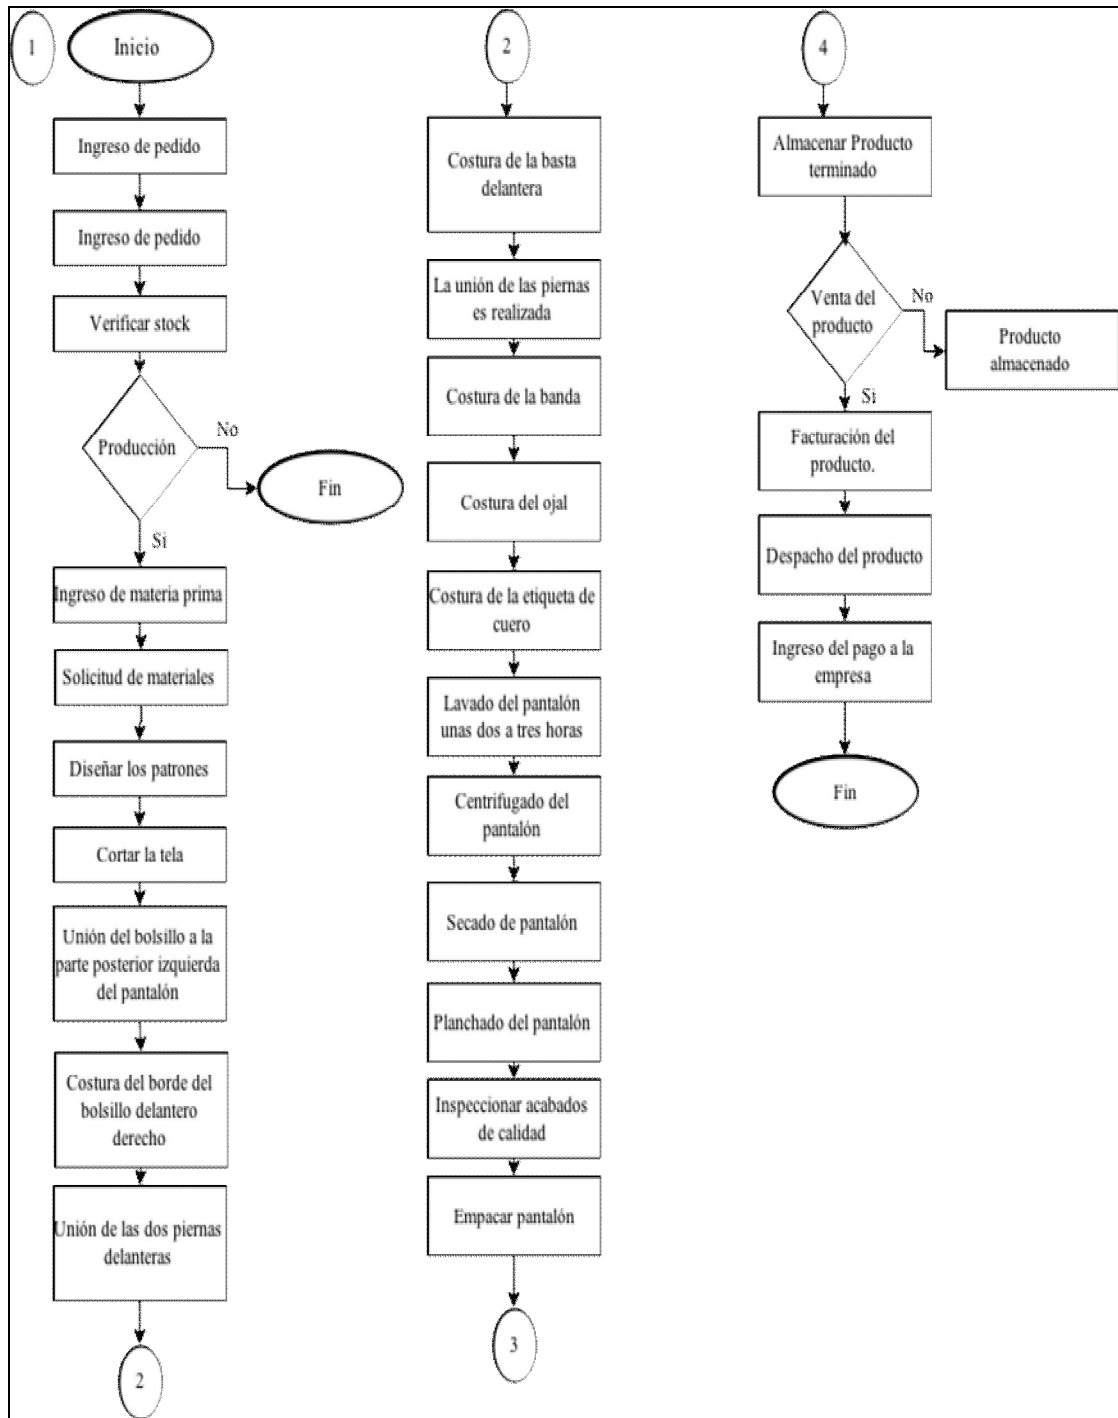 1
Inicio
Ingreso de pedido
Ingreso de pedido
Verificar stock
Producción
No
Fin
Si
Ingreso de materia prima
Solicitud de materiales
Diseñar los patrones
Cortar la tela
Unión del bolsillo a la
parte posterior izquierda
del pantalón
Costura del borde del
bolsillo delantero
derecho
Unión de las dos piernas
delanteras
2
2
Costura de la basta
delantera
La unión de las piernas
es realizada
Costura de la banda
Costura del ojal
Costura de la etiqueta de
cuero
Lavado del pantalón
unas dos a tres horas
Centrifugado del
pantalón
Secado de pantalón
Planchado del pantalón
Inspeccionar acabados
de calidad
Empacar pantalón
3
4
Almacenar Producto
terminado
Venta del
producto
No
Producto
almacenado
Si
Facturación del
producto.
Despacho del producto
Ingreso del pago a la
empresa
Fin